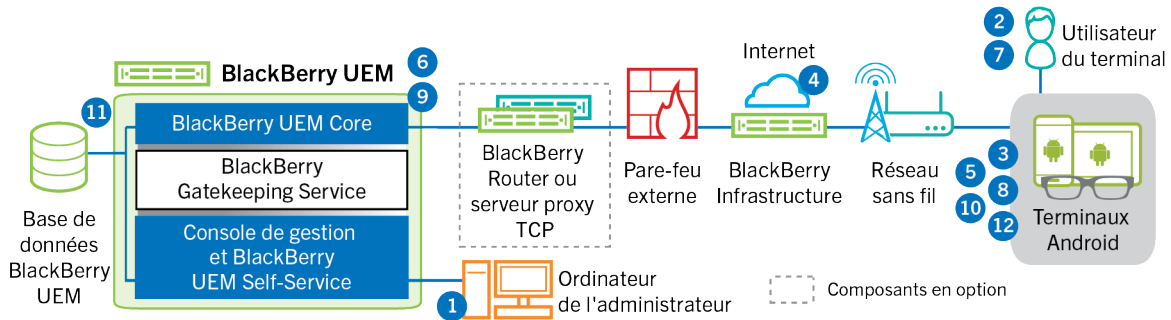 BlackBerry UEM
6
9
11
BlackBerry UEM Core
BlackBerry
Gatekeeping Service
Console de gestion
et BlackBerry
UEM Self-Service
Base de
données
BlackBerry
UEM
1
Ordinateur
de l'administrateur
BlackBerry
Router ou
serveur proxy
TCP
Pare-feu
externe
Internet
4
BlackBerry
Infrastructure
Réseau
sans fil
2
7
Utilisateur
du terminal
3
5
8
10
12
Terminaux
Android
Composants en option